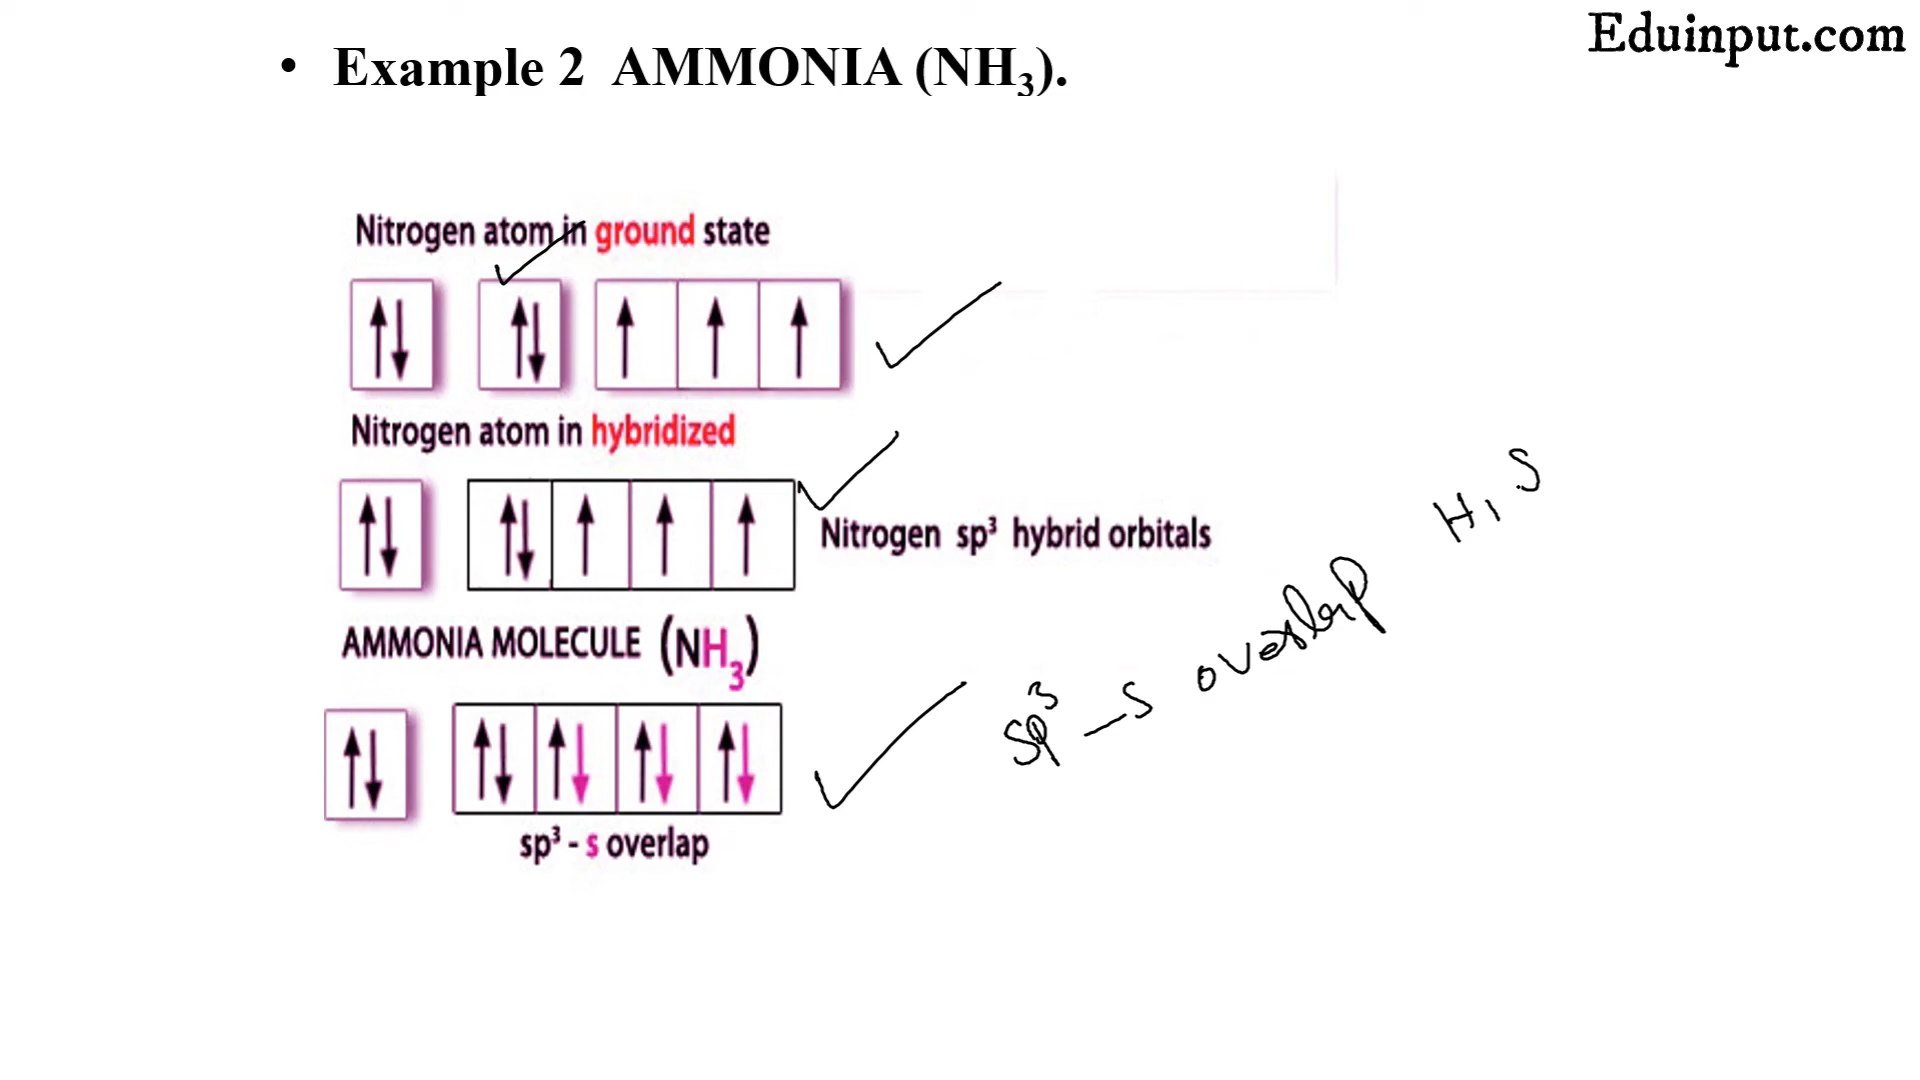 Eduinput.com
• Example 2 AMMONIA (NH₃).
Nitrogen atom in ground state
Nitrogen atom in hybridized
Nitrogen sp³ hybrid orbitals
H, S
AMMONIA MOLECULE (NH₃)
sp³ – s overlap
sp³ - s overlap